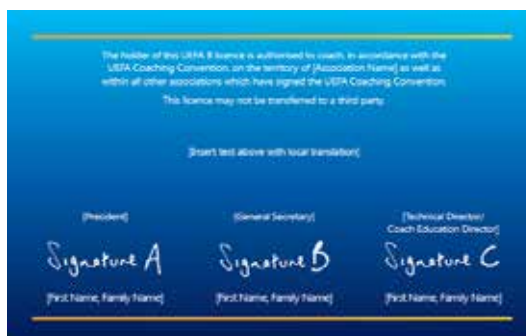 The holder of this UEFA B licence is authorised to coach, in accordance with the
UEFA Coaching Convention, on the territory of [Association Name] as well as
within all other associations which have signed the UEFA Coaching Convention.
This licence may not be transferred to a third party.
[Insert text above with local translation]
[President]
[General Secretary]
[Technical Director/
Coach Education Director]
Signature A
Signature B
Signature C
[First Name, Family Name]
[First Name, Family Name]
[First Name, Family Name]